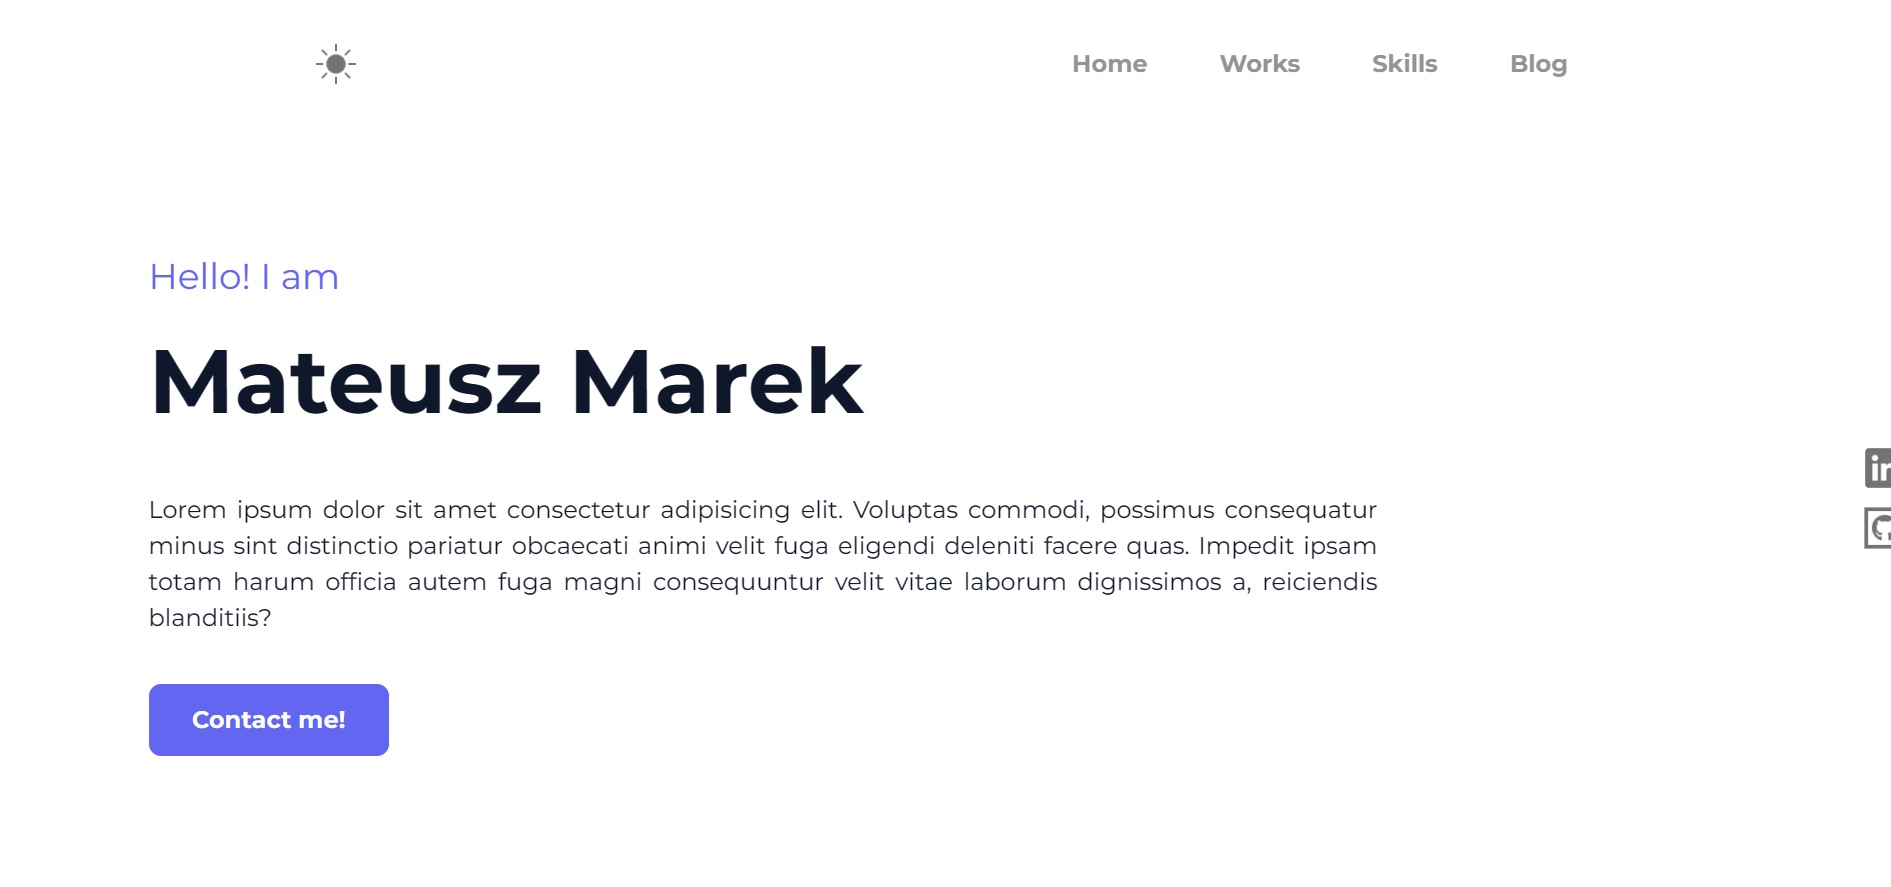 Home Works Skills Blog
Hello! I am
Mateusz Marek
Lorem ipsum dolor sit amet consectetur adipisicing elit. Voluptas commodi, possimus consequatur
minus sint distinctio pariatur obcaecati animi velit fuga eligendi deleniti facere quas. Impedit ipsam
totam harum officia autem fuga magni consequuntur velit vitae laborum dignissimos a, reiciendis
blanditiis?
Contact me!